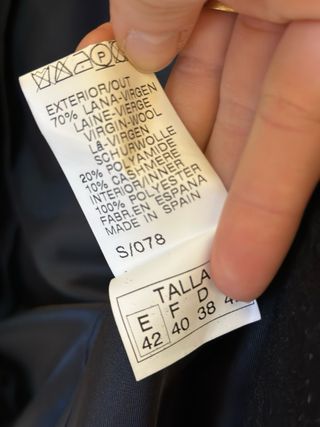 EXTERIOR/OUT
70% LANA-VIRGEN
LAINE-VIERGE
VIRGIN-WOOL
LÃ-VIRGEN
SCHURWOLLE
20% POLYAMIDE
10% CASHMERE
INTERIOR/INNER
100% POLYESTER
FABR.EN ESPAÑA
MADE IN SPAIN
S/078
TALLA
E F D
42 40 38